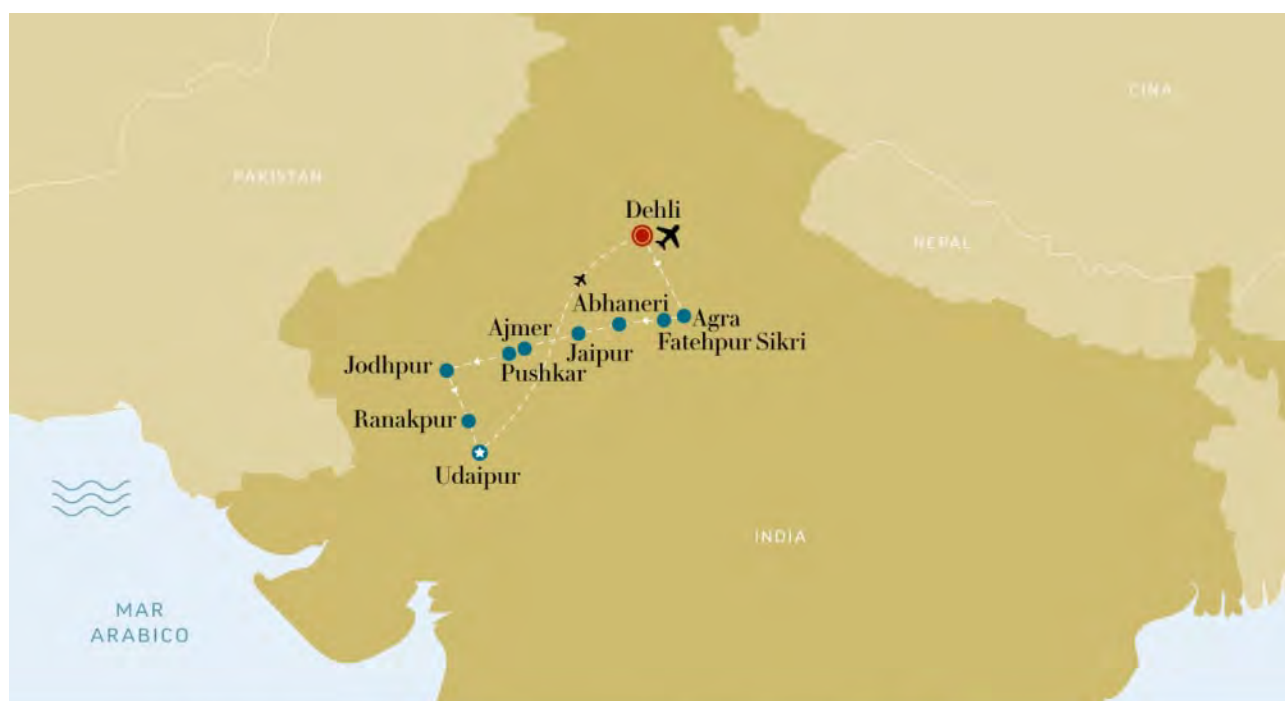 CINA
PAKISTAN
Dehli
NEPAL
Abhaneri
Agra
Ajmer
Fatehpur Sikri
Jaipur
Jodhpur
Pushkar
Ranakpur
Udaipur
INDIA
MAR
ARABICO